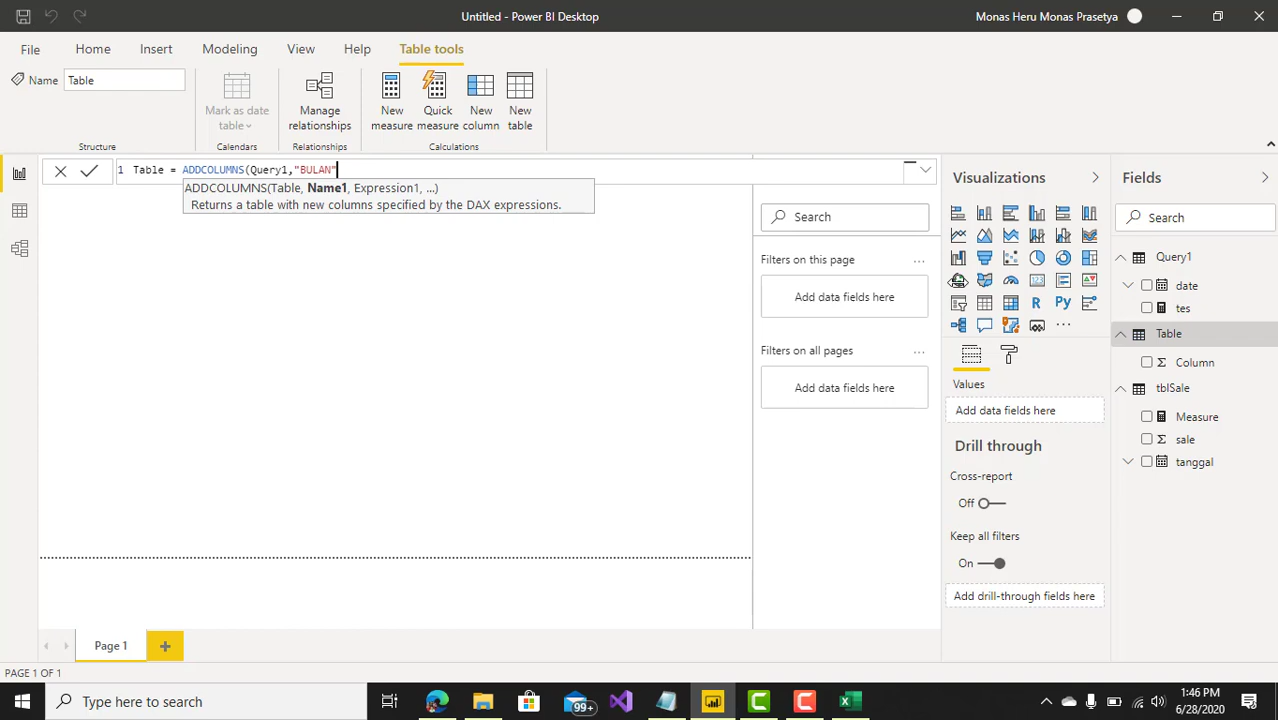 Untitled - Power BI Desktop
Monas Heru Monas Prasetya
File
Home
Insert
Modeling
View
Help
Table tools
Name
Table
Mark as date table
Manage relationships
New measure
Quick measure
New column
New table
Structure
Calendars
Relationships
Calculations
1 Table = ADDCOLUMNS(Query1,"BULAN"
ADDCOLUMNS(Table, Name1, Expression1, ...)
Returns a table with new columns specified by the DAX expressions.
Search
Filters on this page
...
Add data fields here
Filters on all pages
...
Add data fields here
Visualizations
R
Py
123
...
Values
Add data fields here
Drill through
Cross-report
Off
Keep all filters
On
Add drill-through fields here
Fields
Search
Query1
date
tes
Table
Σ Column
tblSale
Measure
Σ sale
tanggal
Page 1
+
PAGE 1 OF 1
Type here to search
99+
1:46 PM
6/28/2020